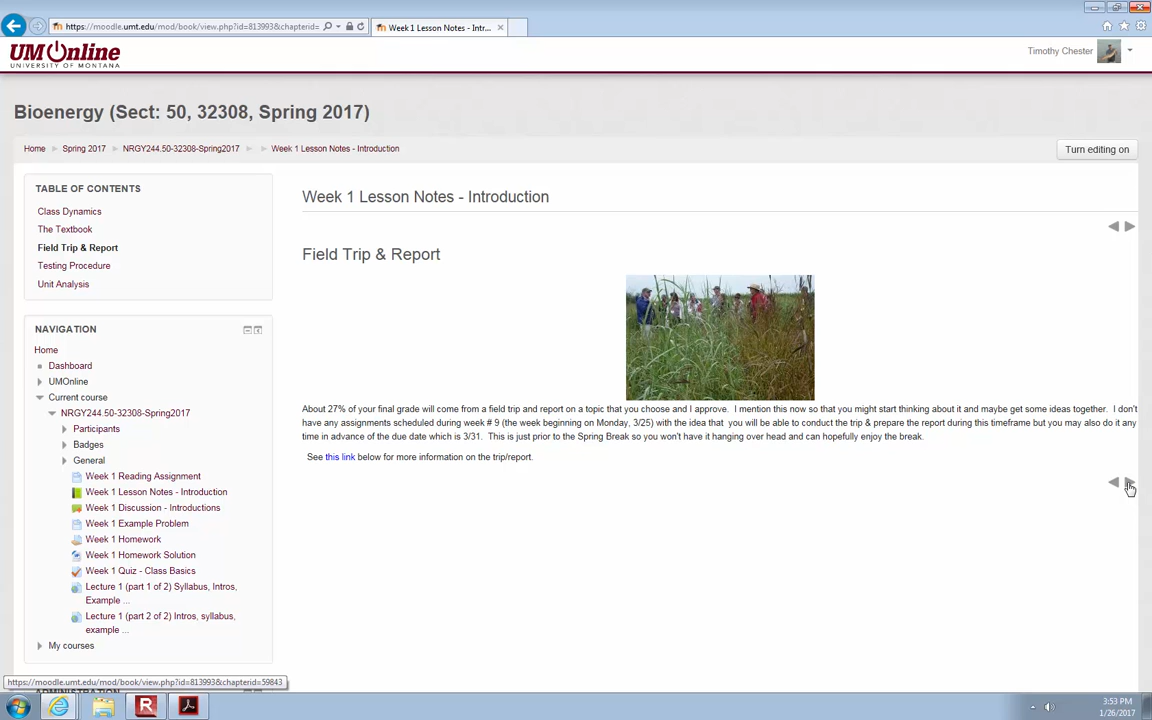 https://moodle.umt.edu/mod/book/view.php?id=813993&chapterid=
Week 1 Lesson Notes - Intr...
UMOnline
UNIVERSITY OF MONTANA
Timothy Chester
Bioenergy (Sect: 50, 32308, Spring 2017)
Home Spring 2017 NRGY244.50-32308-Spring2017 Week 1 Lesson Notes - Introduction
Turn editing on
TABLE OF CONTENTS
Class Dynamics
The Textbook
Field Trip & Report
Testing Procedure
Unit Analysis
NAVIGATION
Home
Dashboard
UMOnline
Current course
NRGY244.50-32308-Spring2017
Participants
Badges
General
Week 1 Reading Assignment
Week 1 Lesson Notes - Introduction
Week 1 Discussion - Introductions
Week 1 Example Problem
Week 1 Homework
Week 1 Homework Solution
Week 1 Quiz - Class Basics
Lecture 1 (part 1 of 2) Syllabus, Intros,
Example ...
Lecture 1 (part 2 of 2) Intros, syllabus,
example ...
My courses
Week 1 Lesson Notes - Introduction
Field Trip & Report
About 27% of your final grade will come from a field trip and report on a topic that you choose and I approve. I mention this now so that you might start thinking about it and maybe get some ideas together. I don't
have any assignments scheduled during week # 9 (the week beginning on Monday, 3/25) with the idea that you will be able to conduct the trip & prepare the report during this timeframe but you may also do it any
time in advance of the due date which is 3/31. This is just prior to the Spring Break so you won't have it hanging over head and can hopefully enjoy the break.
See this link below for more information on the trip/report.
https://moodle.umt.edu/mod/book/view.php?id=813993&chapterid=59843
ADMINISTRATION
3:53 PM
1/26/2017